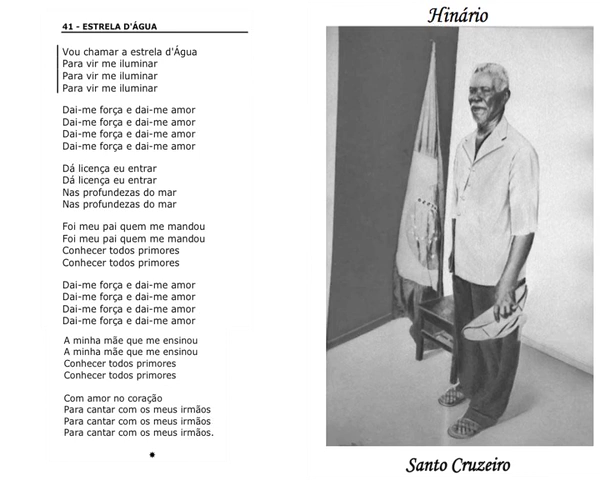 41 - ESTRELA D'ÁGUA
Vou chamar a estrela d'Água
Para vir me iluminar
Para vir me iluminar
Para vir me iluminar
Dai-me força e dai-me amor
Dai-me força e dai-me amor
Dai-me força e dai-me amor
Dai-me força e dai-me amor
Dá licença eu entrar
Dá licença eu entrar
Nas profundezas do mar
Nas profundezas do mar
Foi meu pai quem me mandou
Foi meu pai quem me mandou
Conhecer todos primores
Conhecer todos primores
Dai-me força e dai-me amor
Dai-me força e dai-me amor
Dai-me força e dai-me amor
Dai-me força e dai-me amor
A minha mãe que me ensinou
A minha mãe que me ensinou
Conhecer todos primores
Conhecer todos primores
Com amor no coração
Para cantar com os meus irmãos
Para cantar com os meus irmãos
Para cantar com os meus irmãos.
Hinário
Santo Cruzeiro